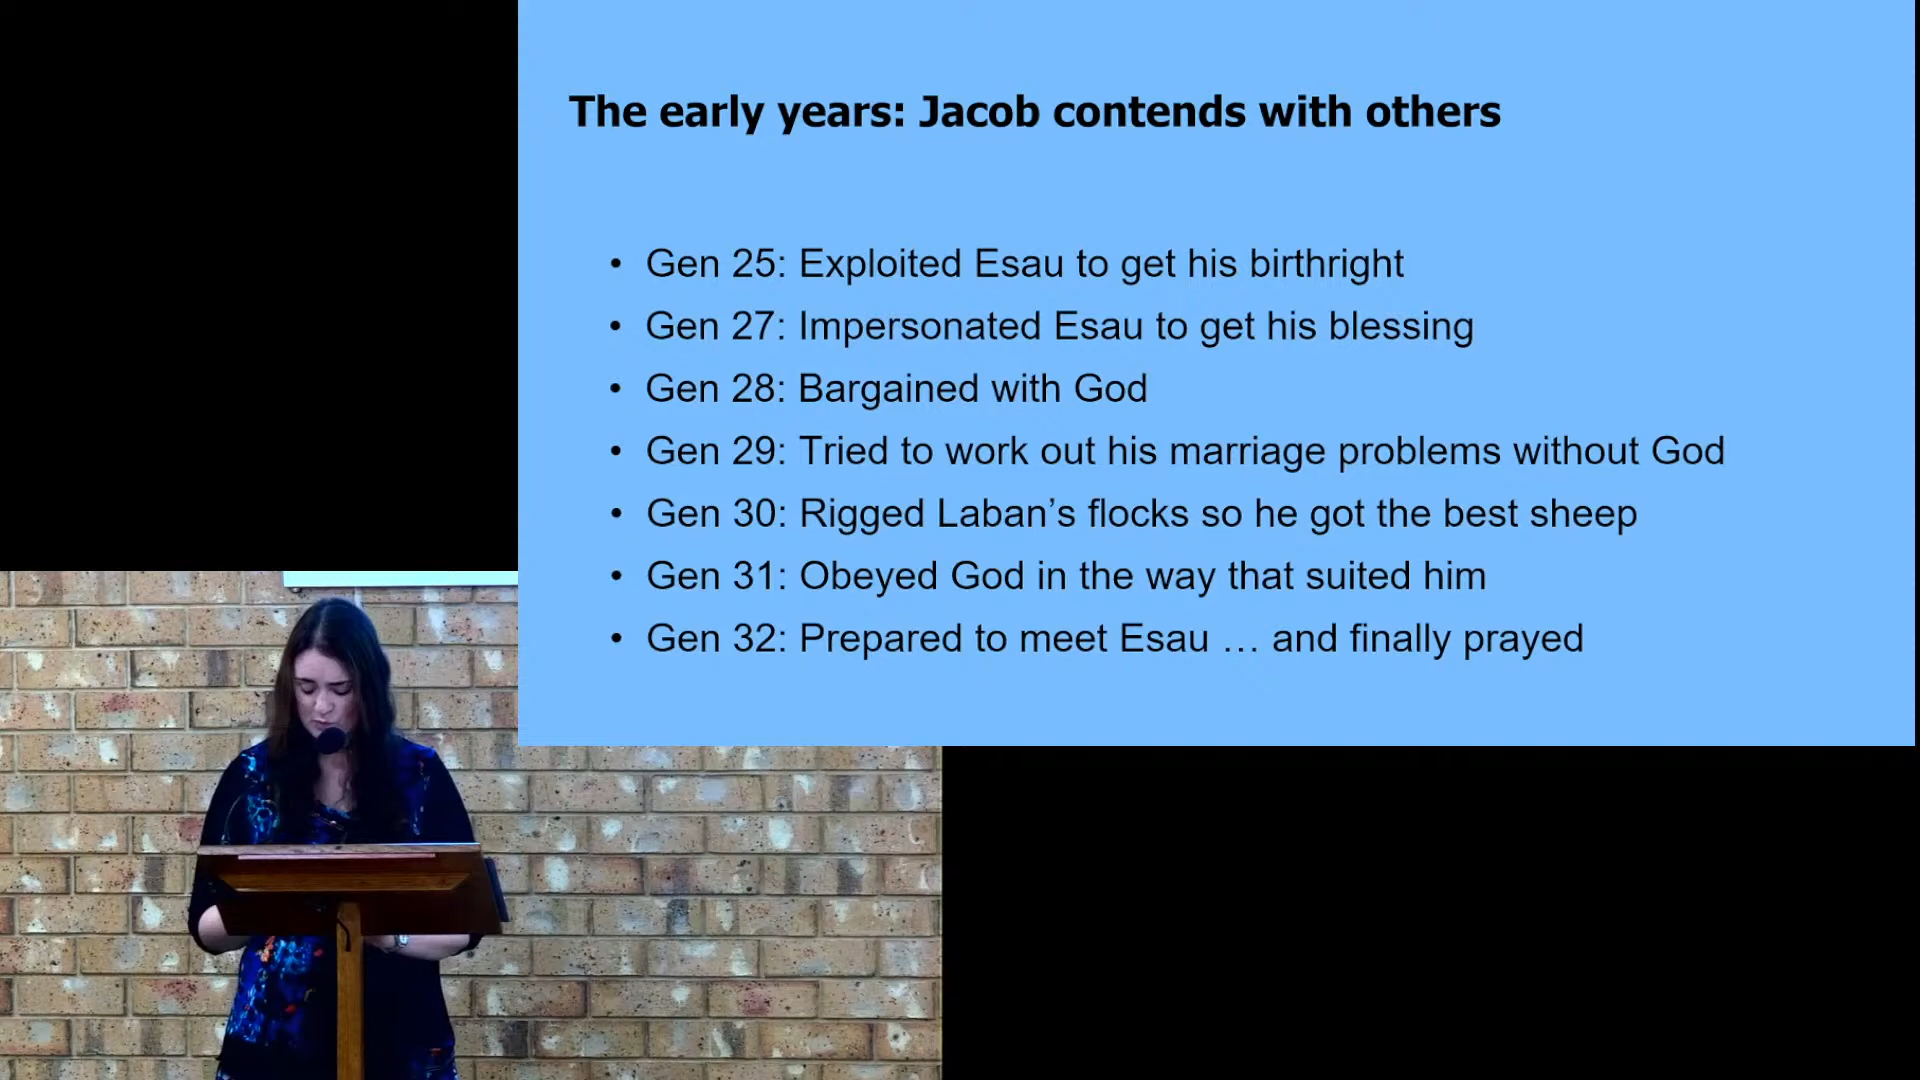 The early years: Jacob contends with others
• Gen 25: Exploited Esau to get his birthright
• Gen 27: Impersonated Esau to get his blessing
• Gen 28: Bargained with God
• Gen 29: Tried to work out his marriage problems without God
• Gen 30: Rigged Laban’s flocks so he got the best sheep
• Gen 31: Obeyed God in the way that suited him
• Gen 32: Prepared to meet Esau … and finally prayed